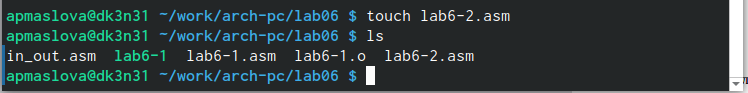 apmaslova@dk3n31 ~/work/arch-pc/lab06 $ touch lab6-2.asm
apmaslova@dk3n31 ~/work/arch-pc/lab06 $ ls
in_out.asm  lab6-1  lab6-1.asm  lab6-1.o  lab6-2.asm
apmaslova@dk3n31 ~/work/arch-pc/lab06 $